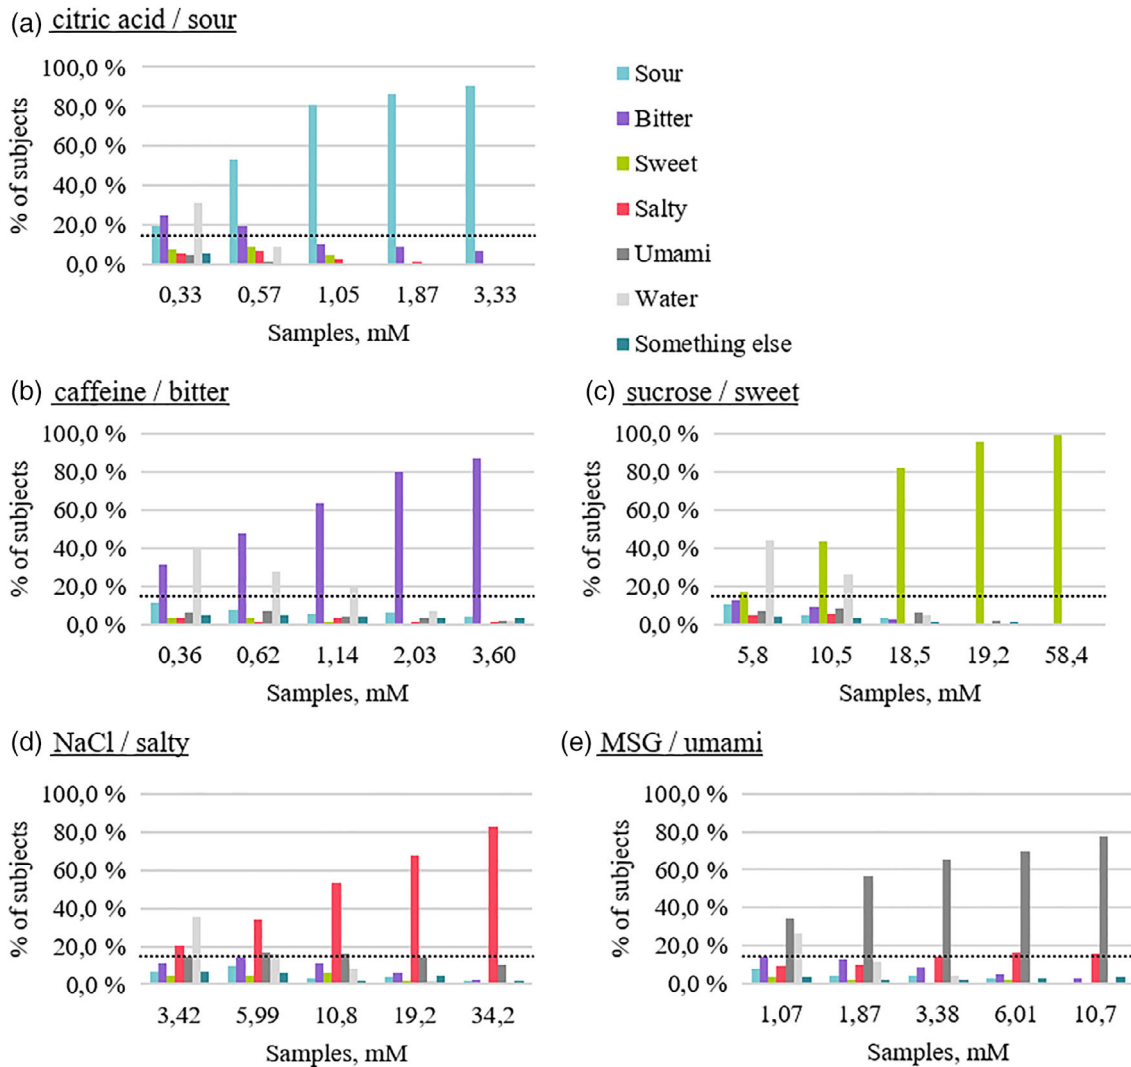 (a) citric acid / sour
100,0 %
80,0 %
60,0 %
40,0 %
20,0 %
0,0 %
% of subjects
0,33 0,57 1,05 1,87 3,33
Samples, mM
Sour
Bitter
Sweet
Salty
Umami
Water
Something else
(b) caffeine / bitter
100,0 %
80,0 %
60,0 %
40,0 %
20,0 %
0,0 %
% of subjects
0,36 0,62 1,14 2,03 3,60
Samples, mM
(c) sucrose / sweet
100,0 %
80,0 %
60,0 %
40,0 %
20,0 %
0,0 %
% of subjects
5,8 10,5 18,5 19,2 58,4
Samples, mM
(d) NaCl / salty
100,0 %
80,0 %
60,0 %
40,0 %
20,0 %
0,0 %
% of subjects
3,42 5,99 10,8 19,2 34,2
Samples, mM
(e) MSG / umami
100,0 %
80,0 %
60,0 %
40,0 %
20,0 %
0,0 %
% of subjects
1,07 1,87 3,38 6,01 10,7
Samples, mM